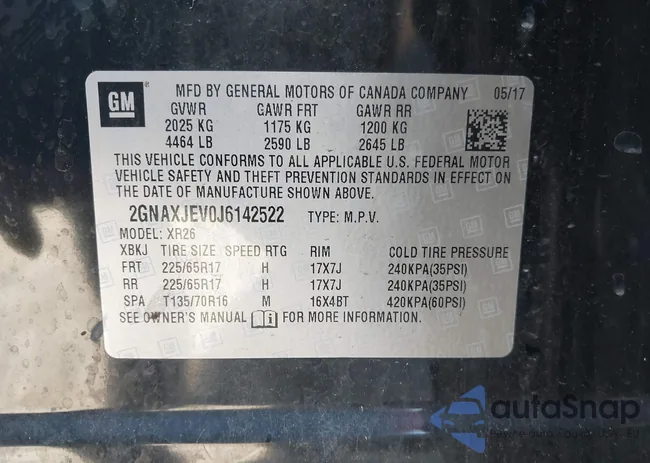 GM
MFD BY GENERAL MOTORS OF CANADA COMPANY 05/17
GVWR GAWR FRT GAWR RR
2025 KG 1175 KG 1200 KG
4464 LB 2590 LB 2645 LB
THIS VEHICLE CONFORMS TO ALL APPLICABLE U.S. FEDERAL MOTOR
VEHICLE SAFETY AND THEFT PREVENTION STANDARDS IN EFFECT ON
THE DATE OF MANUFACTURE SHOWN ABOVE.
2GNAXJEV0J6142522 TYPE: M.P.V.
MODEL: XR26
XBKJ TIRE SIZE SPEED RTG RIM COLD TIRE PRESSURE
FRT 225/65R17 H 17X7J 240KPA(35PSI)
RR 225/65R17 H 17X7J 240KPA(35PSI)
SPA T135/70R16 M 16X4BT 420KPA(60PSI)
SEE OWNER'S MANUAL FOR MORE INFORMATION.
autoSnap